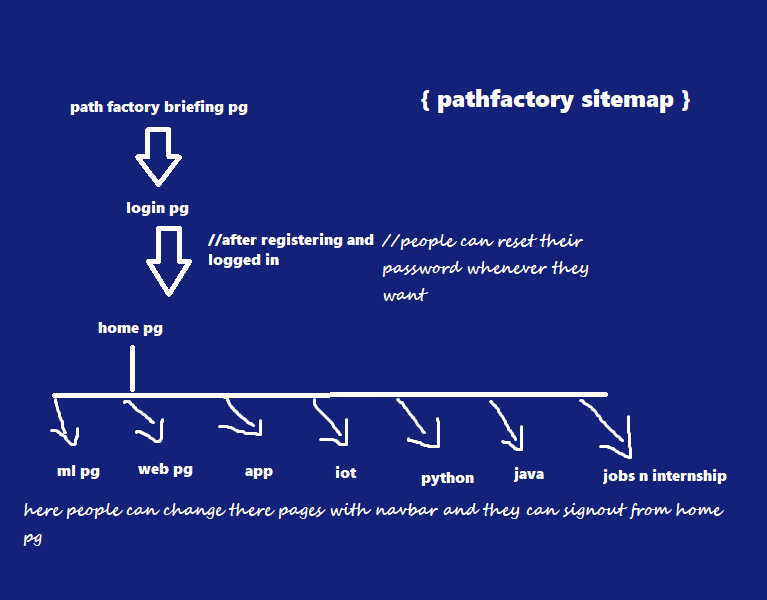 { pathfactory sitemap }
path factory briefing pg
login pg
//after registering and
logged in
//people can reset their
password whenever they
want
home pg
ml pg
web pg
app
iot
python
java
jobs n internship
here people can change there pages with navbar and they can signout from home
pg